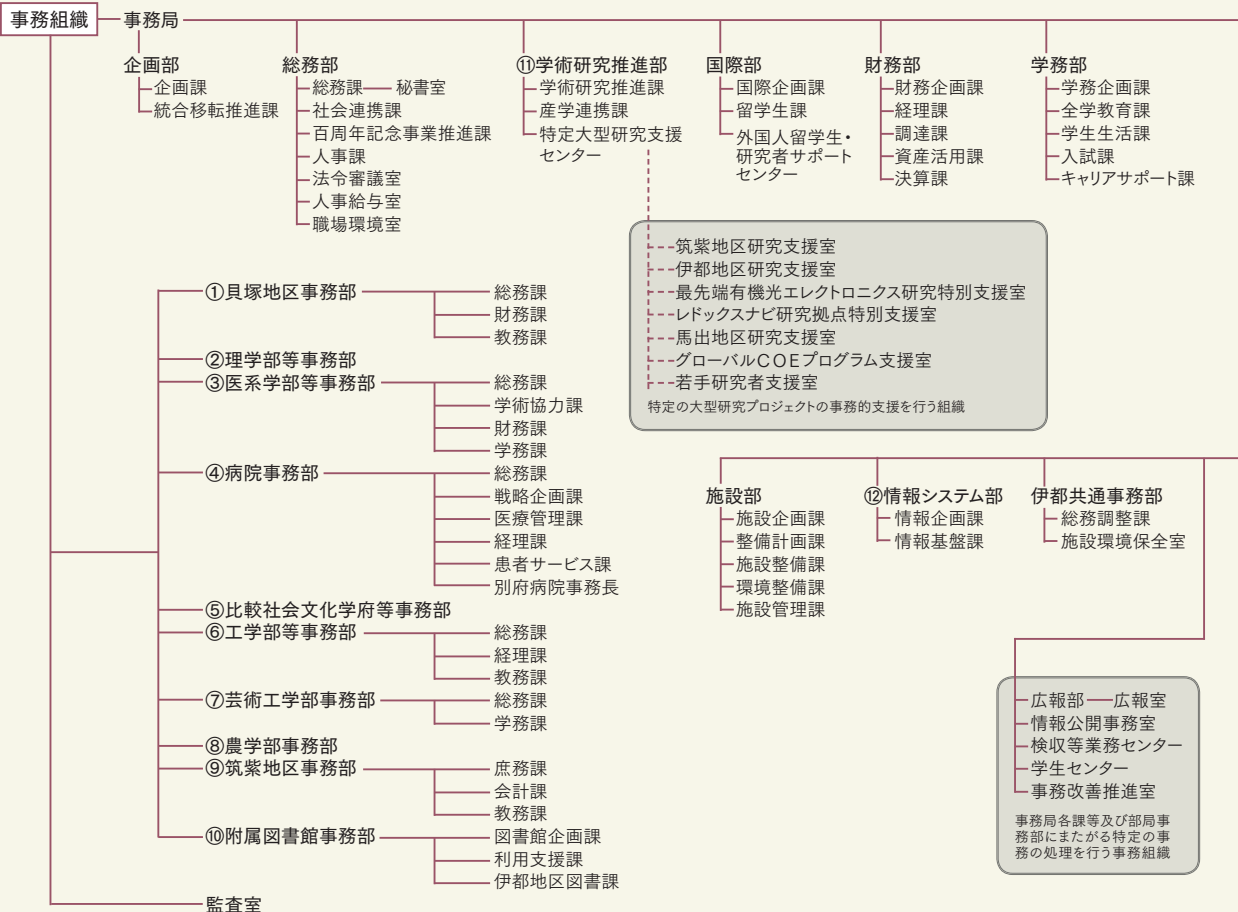 事務組織
事務局
企画部
企画課
統合移転推進課
総務部
総務課
秘書室
社会連携課
百周年記念事業推進課
人事課
法令審議室
人事給与室
職場環境室
⑪学術研究推進部
学術研究推進課
産学連携課
特定大型研究支援
センター
国際部
国際企画課
留学生課
外国人留学生・
研究者サポート
センター
財務部
財務企画課
経理課
調達課
資産活用課
決算課
学務部
学務企画課
全学教育課
学生生活課
入試課
キャリアサポート課
筑紫地区研究支援室
伊都地区研究支援室
最先端有機光エレクトロニクス研究特別支援室
レドックスナビ研究拠点特別支援室
馬出地区研究支援室
グローバルCOEプログラム支援室
若手研究者支援室
特定の大型研究プロジェクトの事務的支援を行う組織
①貝塚地区事務部
総務課
財務課
教務課
②理学部等事務部
③医系学部等事務部
総務課
学術協力課
財務課
学務課
④病院事務部
総務課
戦略企画課
医療管理課
経理課
患者サービス課
別府病院事務長
⑤比較社会文化学府等事務部
⑥工学部等事務部
総務課
経理課
教務課
⑦芸術工学部事務部
総務課
学務課
⑧農学部事務部
⑨筑紫地区事務部
庶務課
会計課
教務課
⑩附属図書館事務部
図書館企画課
利用支援課
伊都地区図書課
監査室
施設部
施設企画課
整備計画課
施設整備課
環境整備課
施設管理課
⑫情報システム部
情報企画課
情報基盤課
伊都共通事務部
総務調整課
施設環境保全室
広報部
広報室
情報公開事務室
検収等業務センター
学生センター
事務改善推進室
事務局各課等及び部局事
務部にまたがる特定の事
務の処理を行う事務組織